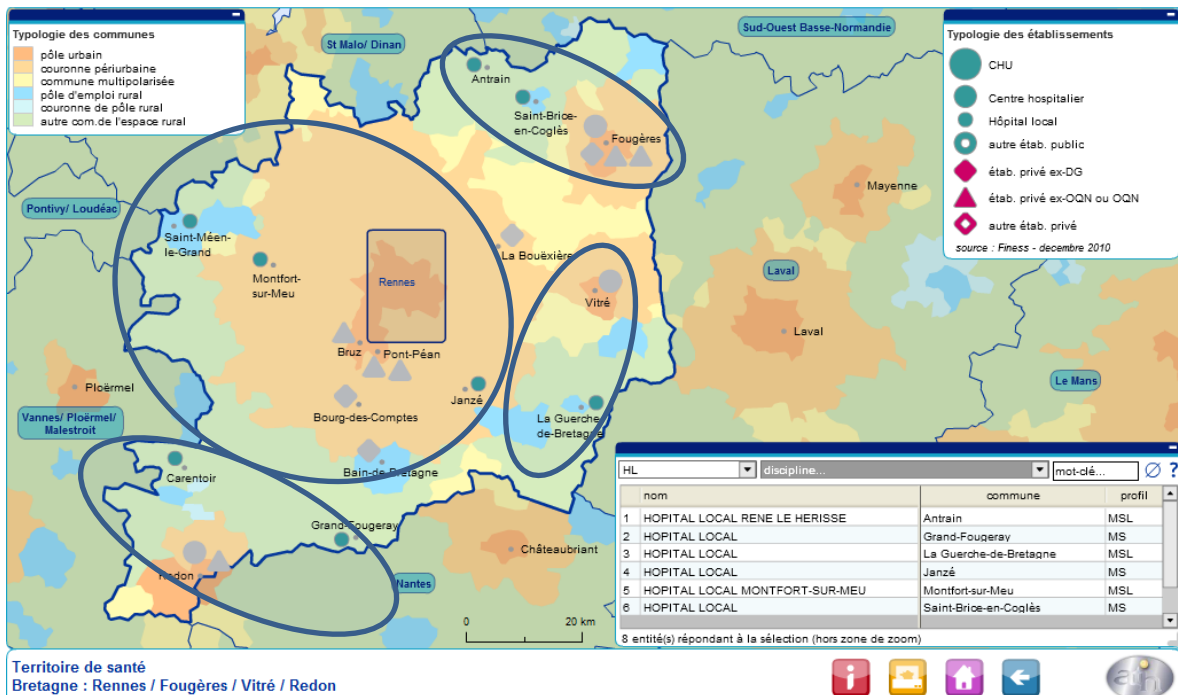 Typologie des communes
pôle urbain
couronne périurbaine
commune multipolarisée
pôle d'emploi rural
couronne de pôle rural
autre com.de l'espace rural
St Malo/ Dinan
Sud-Ouest Basse-Normandie
Typologie des établissements
CHU
Centre hospitalier
Hôpital local
autre étab. public
étab. privé ex-DG
étab. privé ex-OQN ou OQN
autre étab. privé
source : Finess - decembre 2010
Antrain
Saint-Brice-
en-Coglès
Fougères
Mayenne
Pontivy/ Loudéac
Saint-Méen-
le-Grand
Montfort-
sur-Meu
La Bouëxière
Rennes
Vitré
Laval
Laval
Bruz
Pont-Péan
Ploërmel
Janzé
Le Mans
Bourg-des-Comptes
La Guerche-
de-Bretagne
Vannes/ Ploërmel/
Malestroit
Bain-de-Bretagne
Carentoir
Grand-Fougeray
Châteaubriant
Redon
Nantes
0 20 km
HL discipline... mot-clé... ?
nom commune profil
1 HOPITAL LOCAL RENE LE HERISSE Antrain MSL
2 HOPITAL LOCAL Grand-Fougeray MS
3 HOPITAL LOCAL La Guerche-de-Bretagne MSL
4 HOPITAL LOCAL Janzé MS
5 HOPITAL LOCAL MONTFORT-SUR-MEU Montfort-sur-Meu MSL
6 HOPITAL LOCAL Saint-Brice-en-Coglès MS
8 entité(s) répondant à la sélection (hors zone de zoom)
Territoire de santé
Bretagne : Rennes / Fougères / Vitré / Redon
i
atih